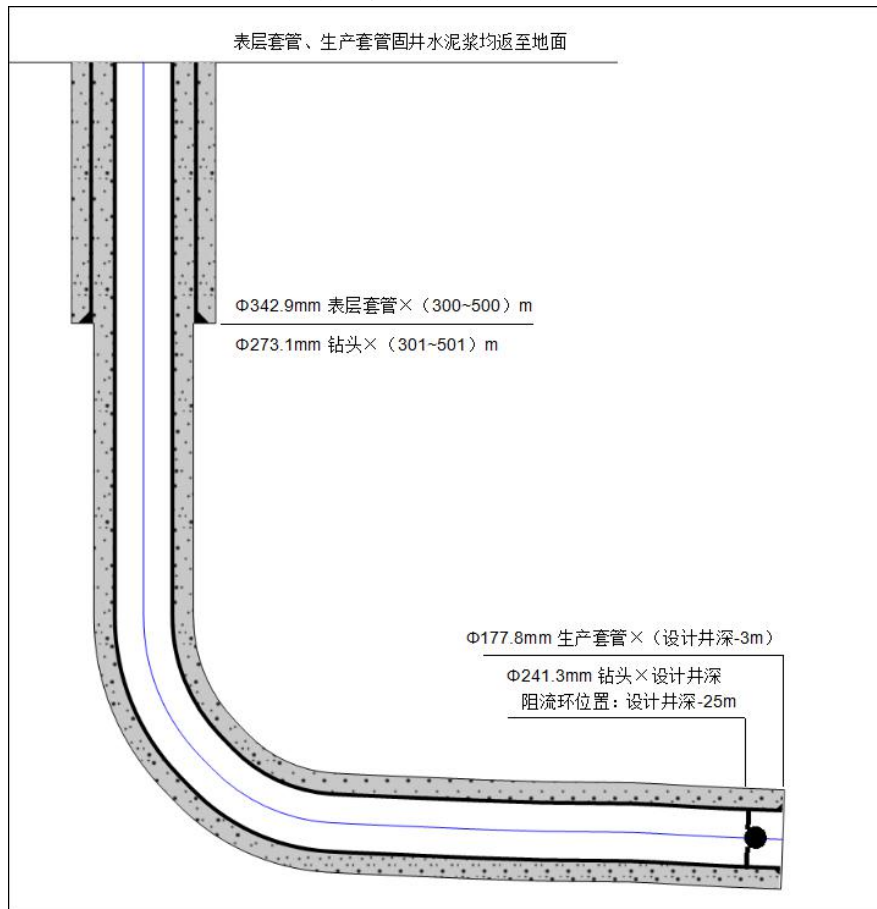 表层套管、生产套管固井水泥浆均返至地面
Φ342.9mm 表层套管×（300~500）m
Φ273.1mm 钻头×（301~501）m
Φ177.8mm 生产套管×（设计井深-3m）
Φ241.3mm 钻头×设计井深
阻流环位置：设计井深-25m